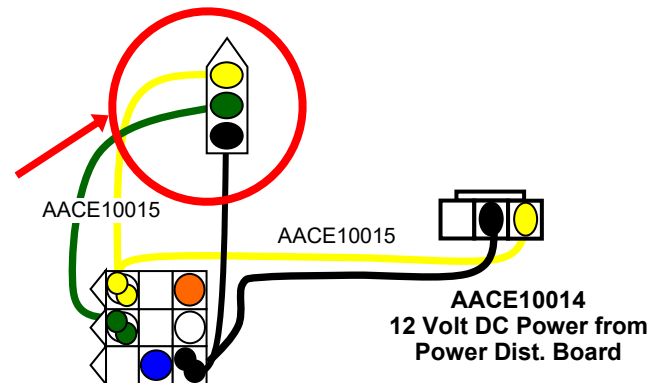 AACE10015
AACE10015
AACE10014
12 Volt DC Power from
Power Dist. Board